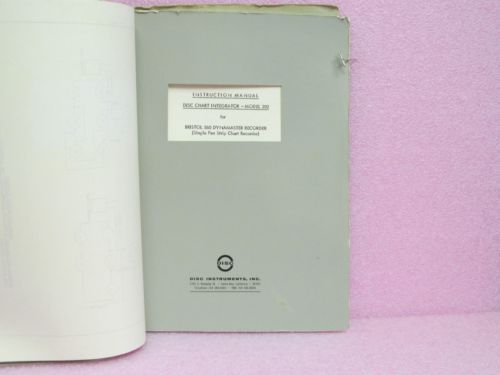 INSTRUCTION MANUAL
DISC CHART INTEGRATOR - MODEL 202
for
BRISTOL 560 DYNAMASTER RECORDER
(Single Pen Strip Chart Recorder)
DISC
DISC INSTRUMENTS, INC.